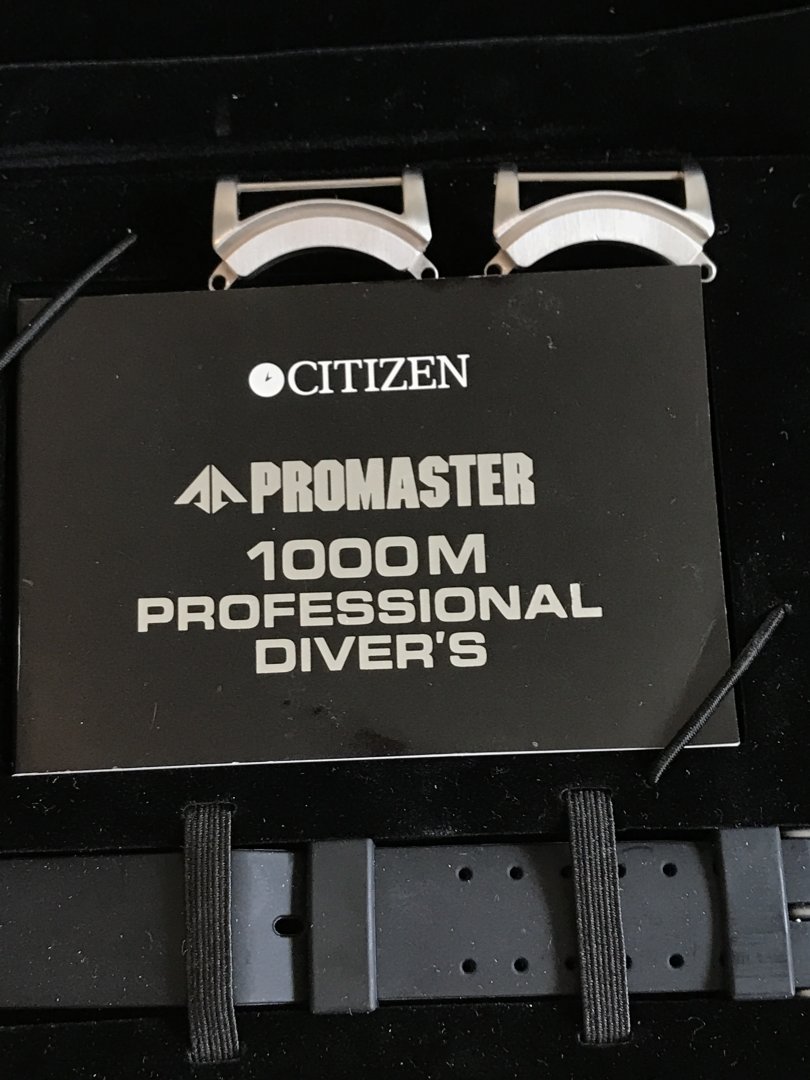 CITIZEN
PROMASTER
1000M
PROFESSIONAL
DIVER'S